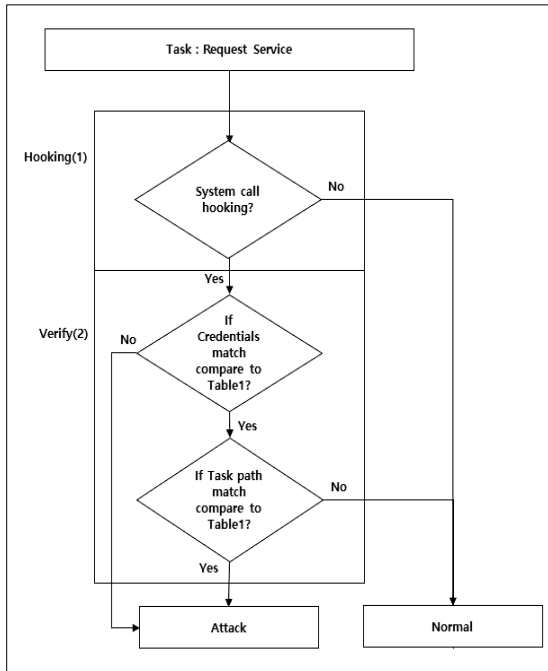 Task : Request Service
Hooking(1)
System call
hooking?
No
Yes
Verify(2)
No
If
Credentials
match
compare to
Table1?
Yes
If Task path
match
compare to
Table1?
No
Yes
Attack
Normal